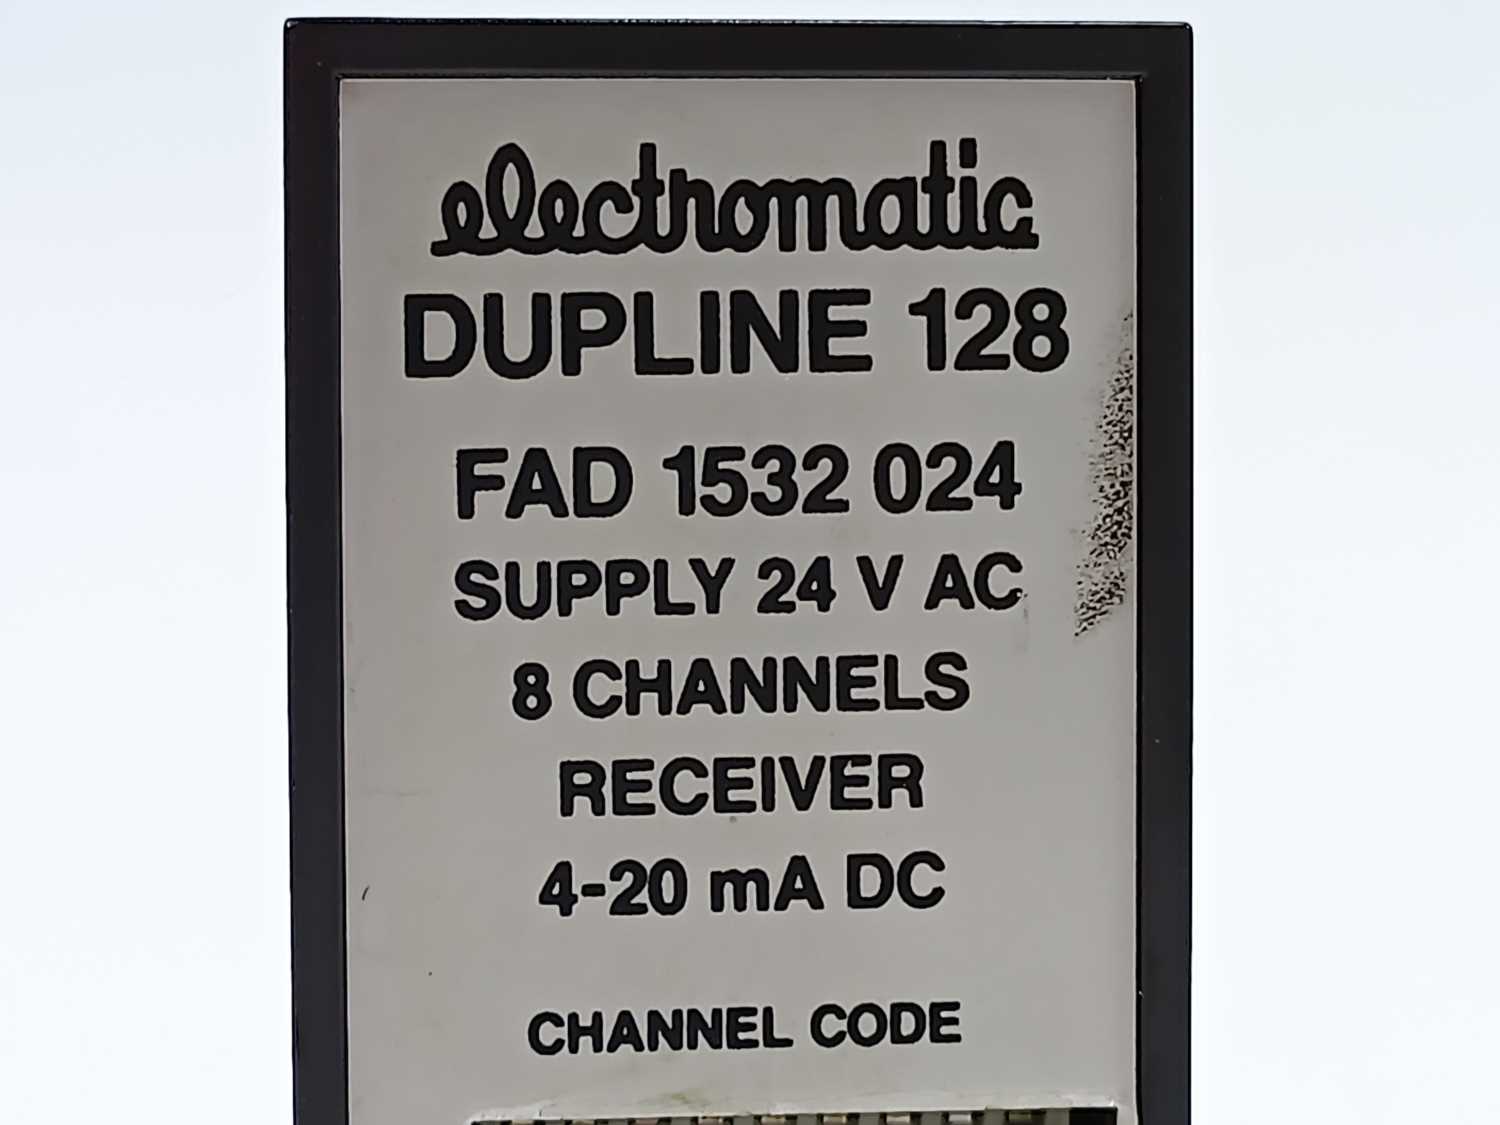 electromatic
DUPLINE 128
FAD 1532 024
SUPPLY 24 V AC
8 CHANNELS
RECEIVER
4-20 mA DC
CHANNEL CODE